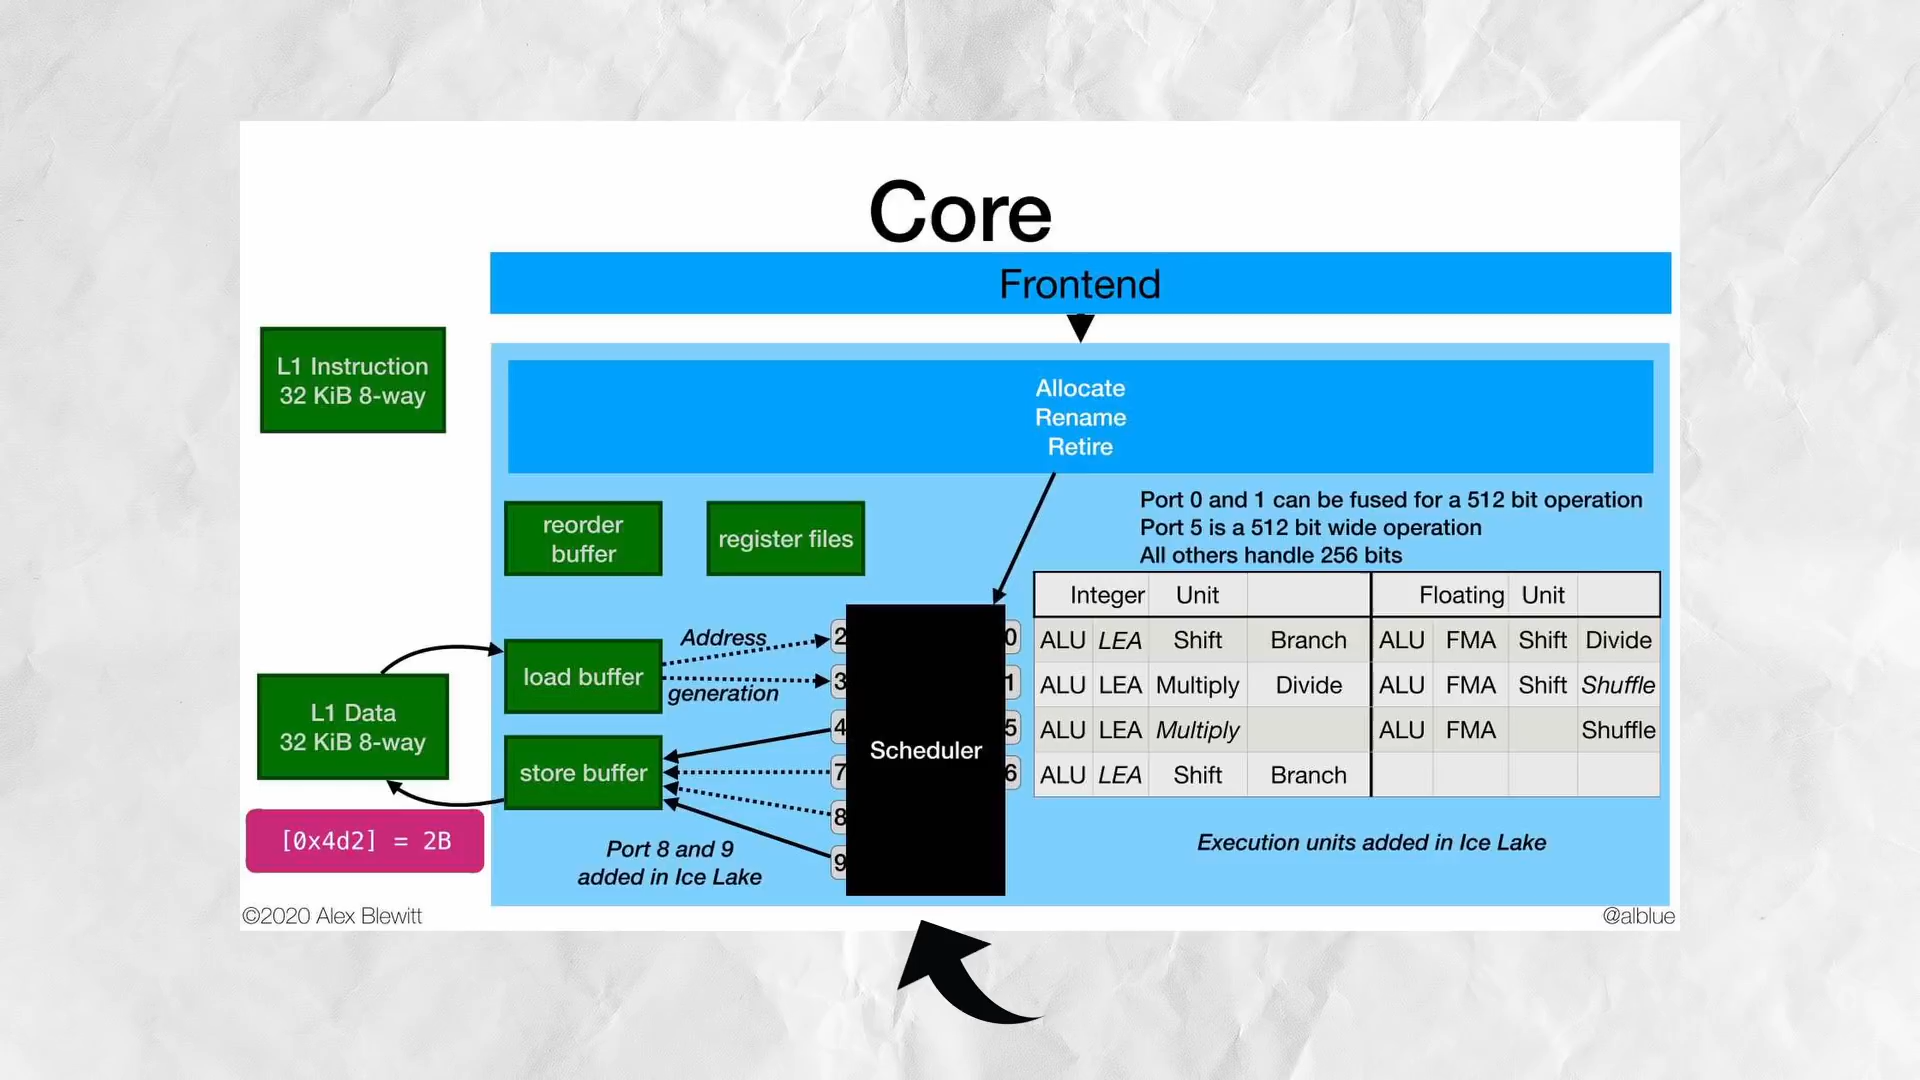 Core
Frontend
L1 Instruction
32 KiB 8-way
Allocate
Rename
Retire
reorder
buffer
register files
Port 0 and 1 can be fused for a 512 bit operation
Port 5 is a 512 bit wide operation
All others handle 256 bits
Integer Unit Floating Unit
0 ALU LEA Shift Branch ALU FMA Shift Divide
1 ALU LEA Multiply Divide ALU FMA Shift Shuffle
5 ALU LEA Multiply ALU FMA Shuffle
6 ALU LEA Shift Branch
Address
generation
load buffer
2
3
4
7
8
9
Scheduler
L1 Data
32 KiB 8-way
store buffer
[0x4d2] = 2B
Port 8 and 9
added in Ice Lake
Execution units added in Ice Lake
©2020 Alex Blewitt
@alblue